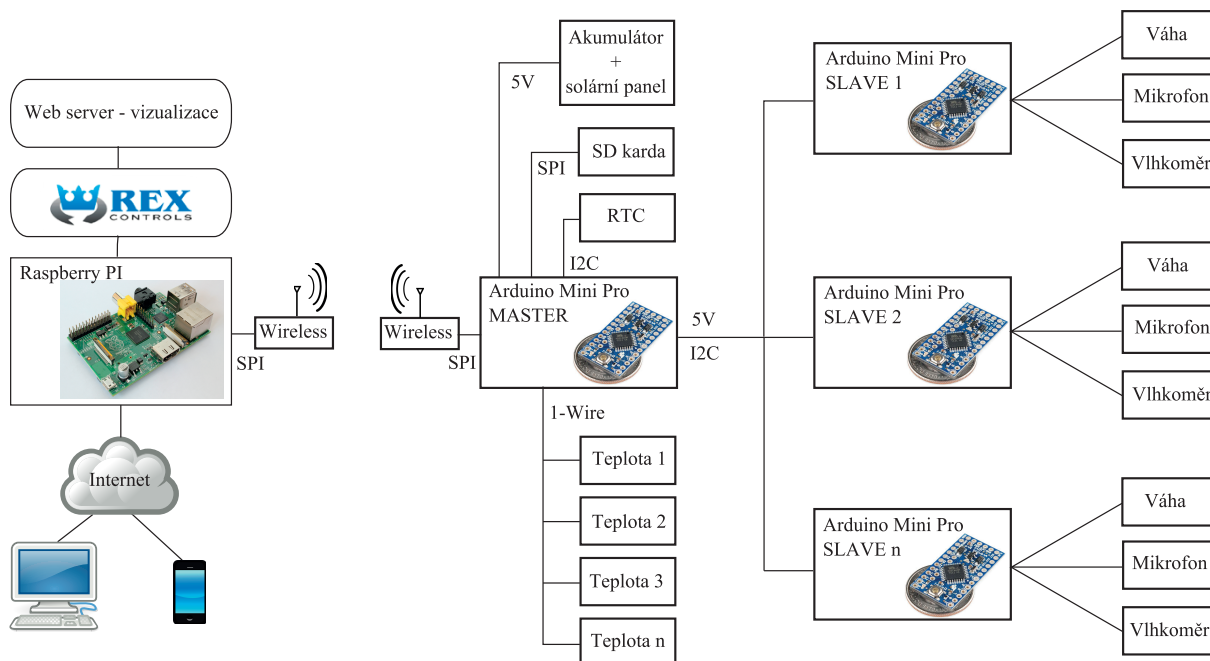 Web server - vizualizace
REX
CONTROLS
Raspberry PI
Wireless
SPI
Internet
Akumulátor
+
solární panel
5V
SD karda
SPI
RTC
I2C
Arduino Mini Pro
MASTER
Wireless
SPI
5V
I2C
1-Wire
Teplota 1
Teplota 2
Teplota 3
Teplota n
Arduino Mini Pro
SLAVE 1
Váha
Mikrofon
Vlhkoměr
Arduino Mini Pro
SLAVE 2
Váha
Mikrofon
Vlhkoměr
Arduino Mini Pro
SLAVE n
Váha
Mikrofon
Vlhkoměr